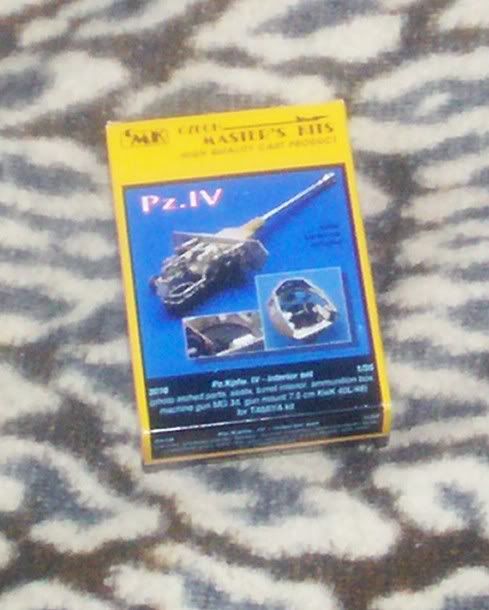 CMK CZECH
MASTER'S KITS
HIGH QUALITY CAST PRODUCT
Pz.IV
Pz.Kpfw. IV - interior set 1/35
(photo etched parts, seats, turret interior, ammunition box,
machine gun MG 34, gun mount 7,5 cm KwK 40L/48)
for TAMIYA kit